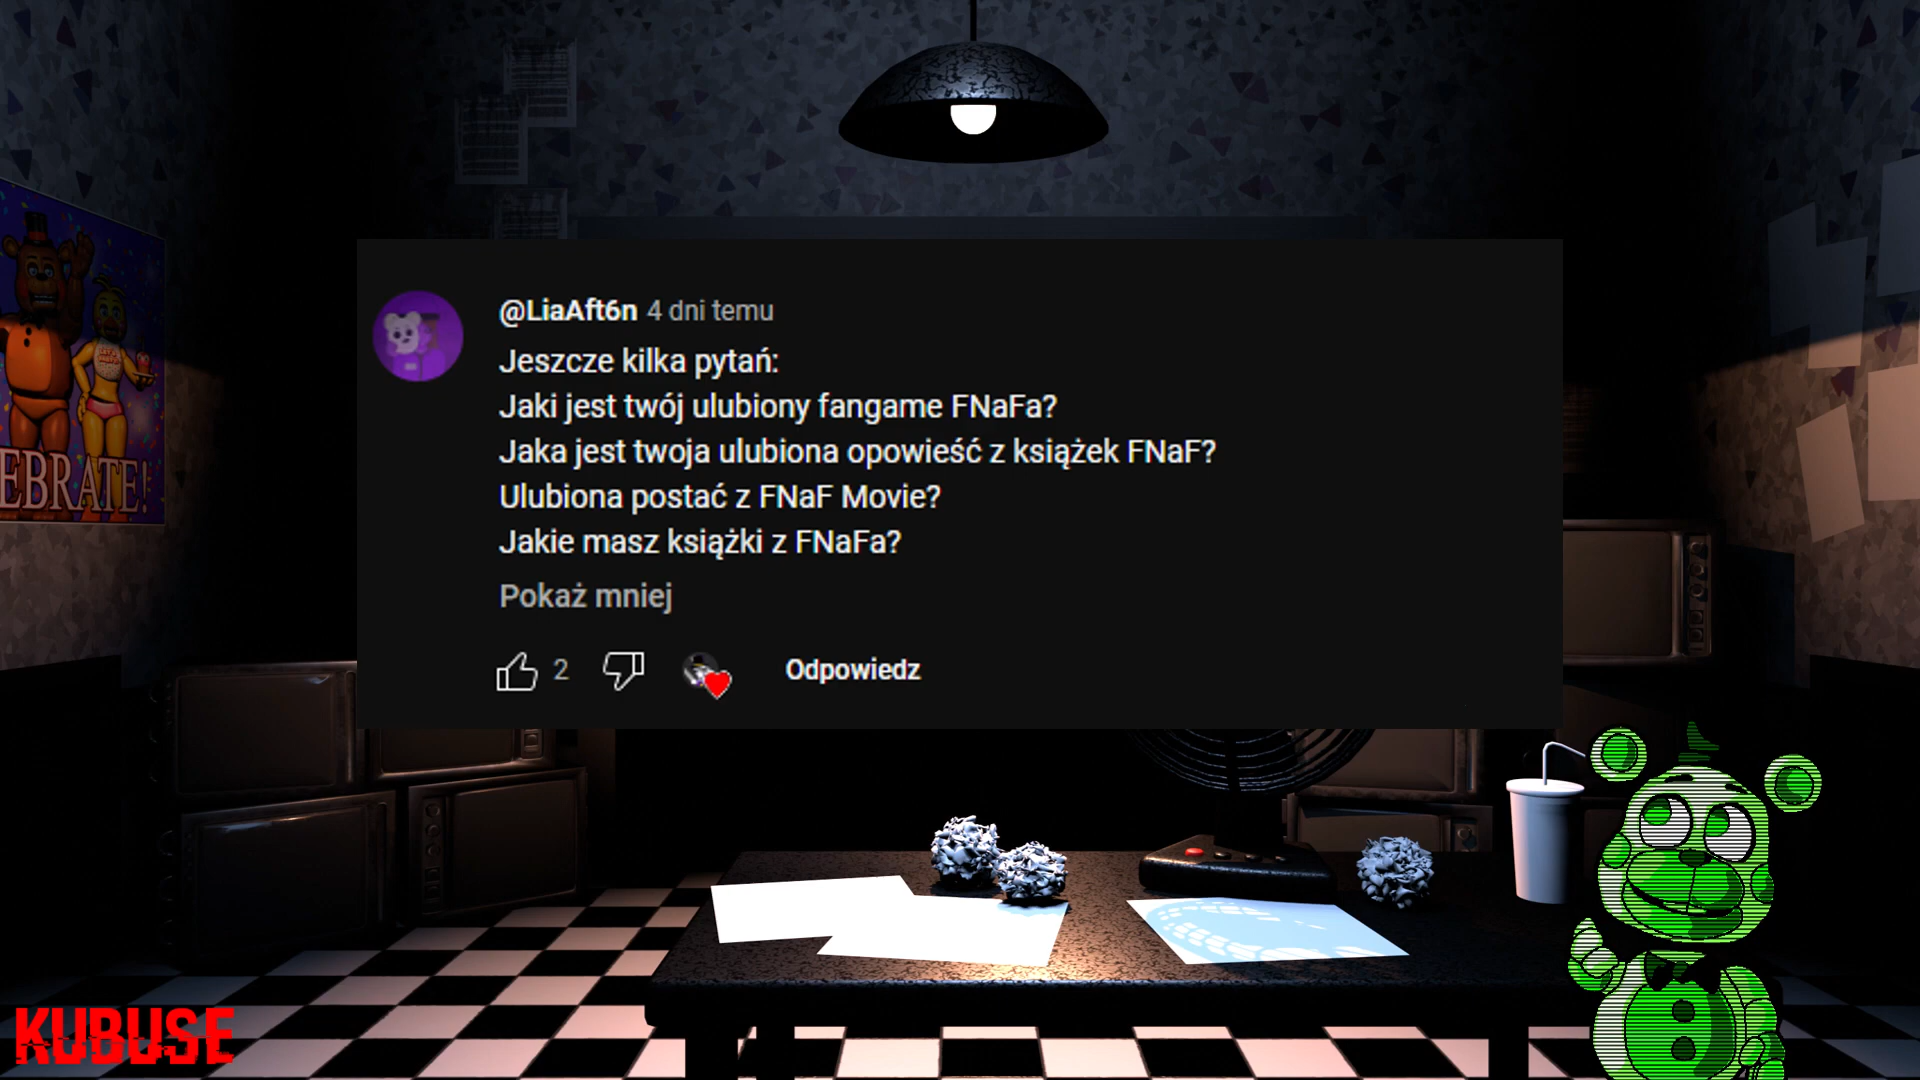 @LiaAft6n 4 dni temu
Jeszcze kilka pytań:
Jaki jest twój ulubiony fangame FNaFa?
Jaka jest twoja ulubiona opowieść z książek FNaF?
Ulubiona postać z FNaF Movie?
Jakie masz książki z FNaFa?
Pokaż mniej
2 Odpowiedz
EBRATE!
KUBUSE